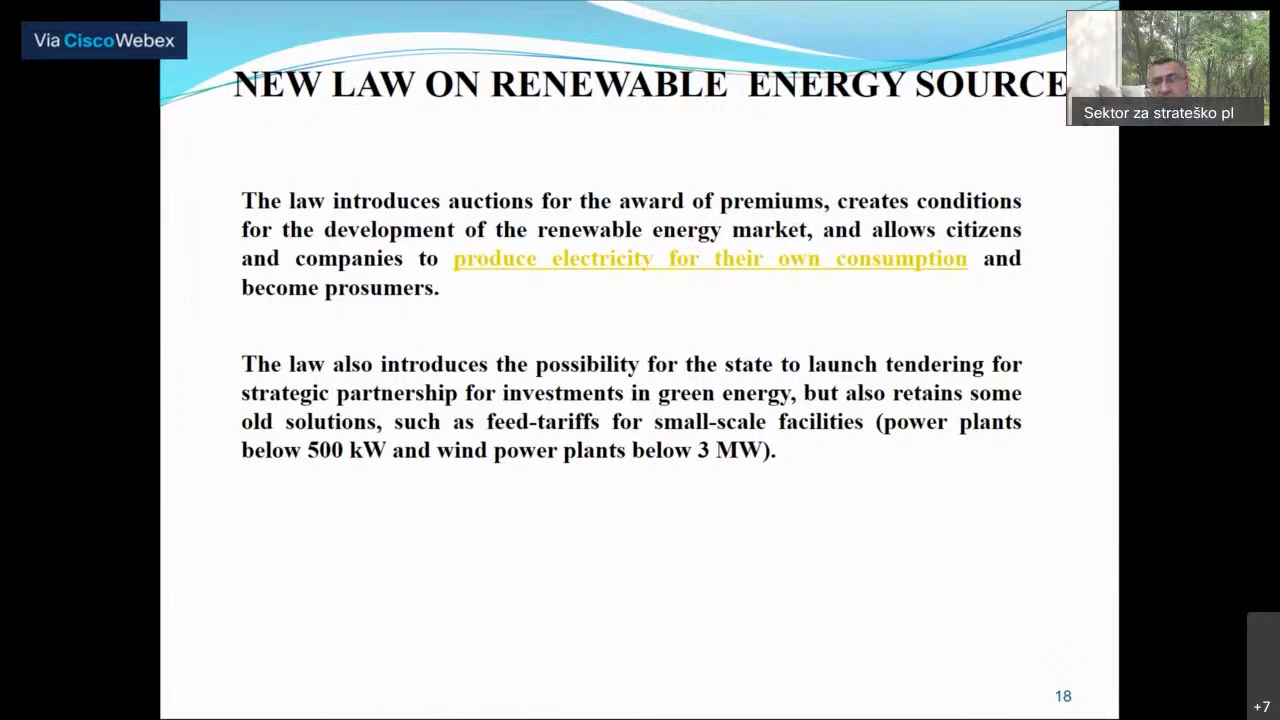 Via CiscoWebex
NEW LAW ON RENEWABLE ENERGY SOURCE
Sektor za strateško pl
The law introduces auctions for the award of premiums, creates conditions
for the development of the renewable energy market, and allows citizens
and companies to produce electricity for their own consumption and
become prosumers.
The law also introduces the possibility for the state to launch tendering for
strategic partnership for investments in green energy, but also retains some
old solutions, such as feed-tariffs for small-scale facilities (power plants
below 500 kW and wind power plants below 3 MW).
18
+7